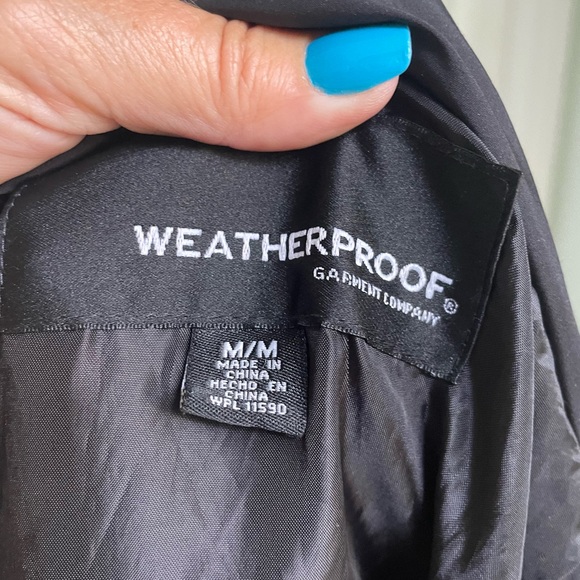 WEATHERPROOF®
GARMENT COMPANY
M/M
MADE IN
CHINA
HECHO EN
CHINA
WPL 11590